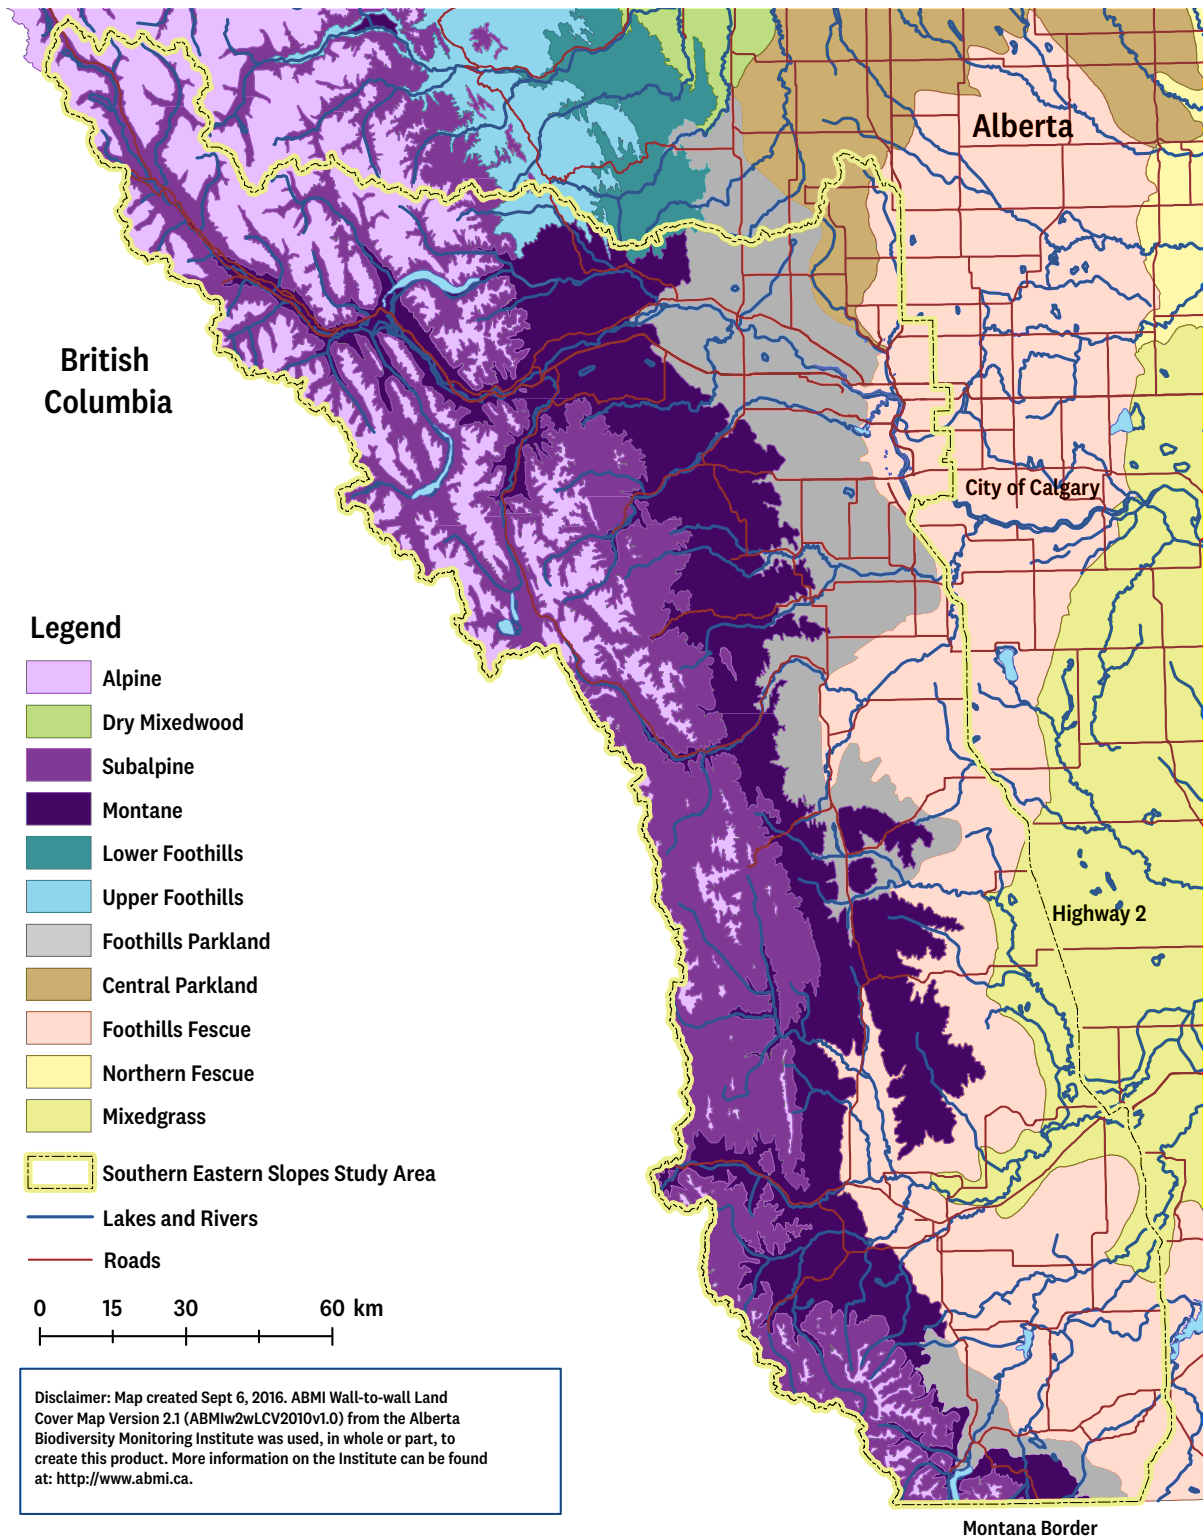 Alberta
British
Columbia
City of Calgary
Highway 2
Legend
Alpine
Dry Mixedwood
Subalpine
Montane
Lower Foothills
Upper Foothills
Foothills Parkland
Central Parkland
Foothills Fescue
Northern Fescue
Mixedgrass
Southern Eastern Slopes Study Area
Lakes and Rivers
Roads
0 15 30 60 km
Disclaimer: Map created Sept 6, 2016. ABMI Wall-to-wall Land
Cover Map Version 2.1 (ABMIw2wLCV2010v1.0) from the Alberta
Biodiversity Monitoring Institute was used, in whole or part, to
create this product. More information on the Institute can be found
at: http://www.abmi.ca.
Montana Border